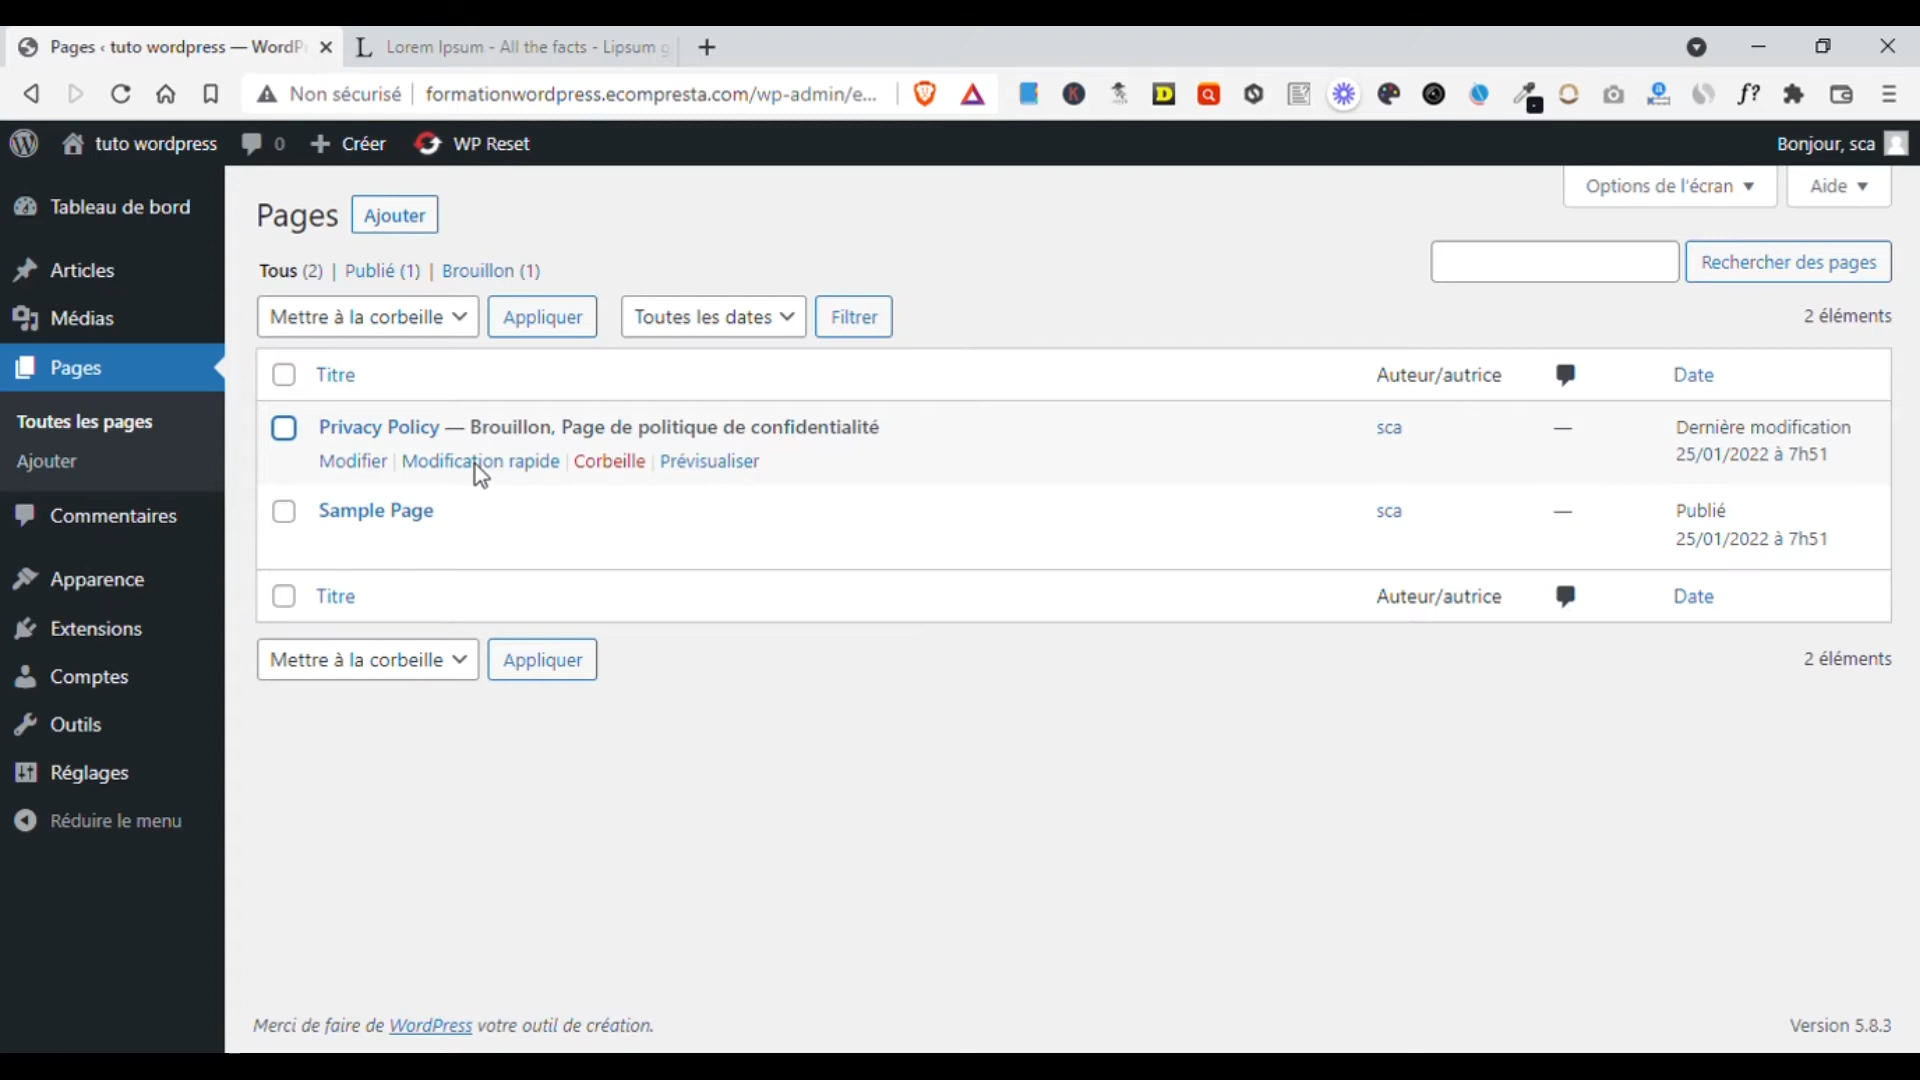 Pages ‹ tuto wordpress — WordP
Lorem Ipsum - All the facts - Lipsum g
Non sécurisé
formationwordpress.ecompresta.com/wp-admin/e...
f?
tuto wordpress
0
Créer
WP Reset
Bonjour, sca
Tableau de bord
Articles
Médias
Pages
Toutes les pages
Ajouter
Commentaires
Apparence
Extensions
Comptes
Outils
Réglages
Réduire le menu
Options de l'écran
Aide
Pages
Ajouter
Tous (2) | Publié (1) | Brouillon (1)
Rechercher des pages
Mettre à la corbeille
Appliquer
Toutes les dates
Filtrer
2 éléments
Titre
Auteur/autrice
Date
Privacy Policy — Brouillon, Page de politique de confidentialité
Modifier | Modification rapide | Corbeille | Prévisualiser
sca
—
Dernière modification
25/01/2022 à 7h51
Sample Page
sca
—
Publié
25/01/2022 à 7h51
Titre
Auteur/autrice
Date
Mettre à la corbeille
Appliquer
2 éléments
Merci de faire de WordPress votre outil de création.
Version 5.8.3